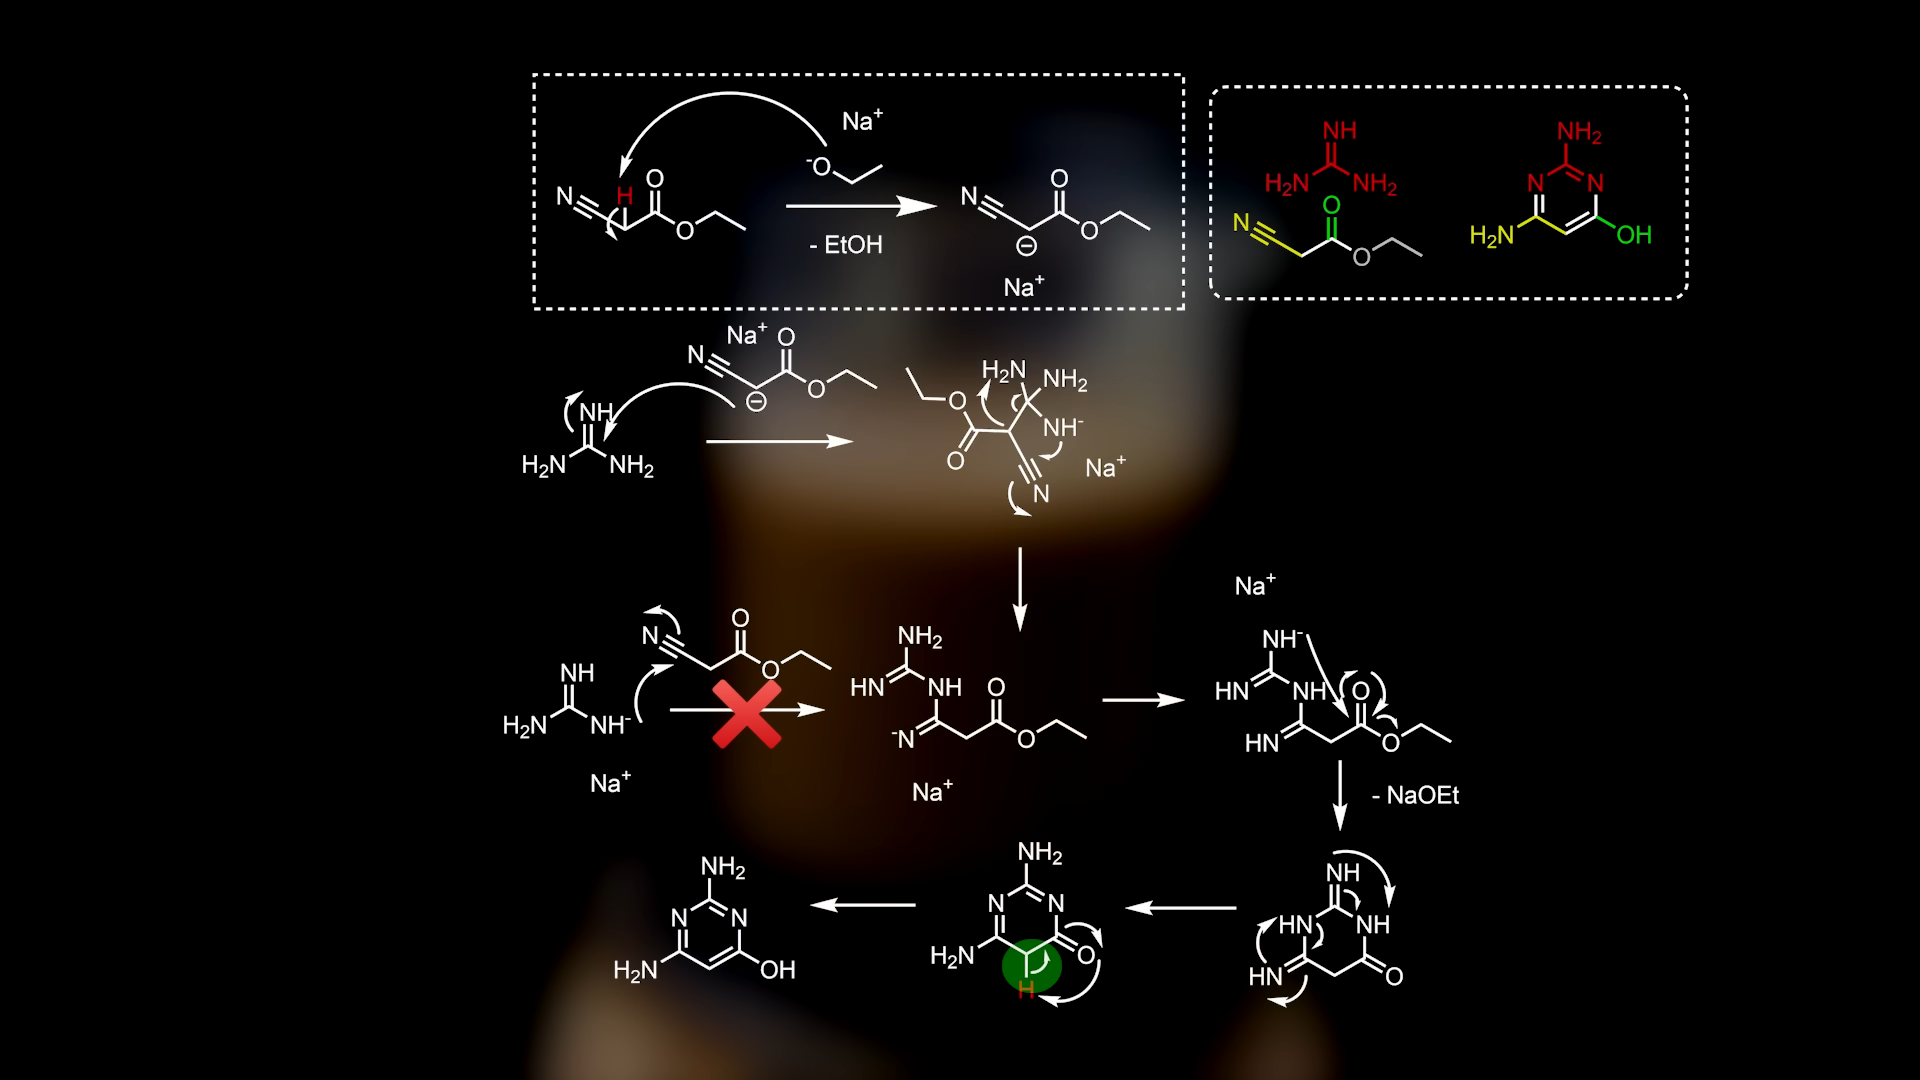 Na⁺
⁻O
N
H
O
O
- EtOH
N
O
O
⊖
Na⁺
NH
H₂N
NH₂
N
O
O
NH₂
N
N
H₂N
OH
Na⁺
N
O
O
⊖
NH
H₂N
NH₂
H₂N
NH₂
O
NH⁻
O
N
Na⁺
N
O
O
NH
H₂N
NH⁻
Na⁺
NH₂
HN
NH
O
⁻N
O
Na⁺
Na⁺
NH⁻
HN
NH
O
HN
O
- NaOEt
NH
HN
NH
HN
O
NH₂
N
N
H₂N
O
H
NH₂
N
N
H₂N
OH